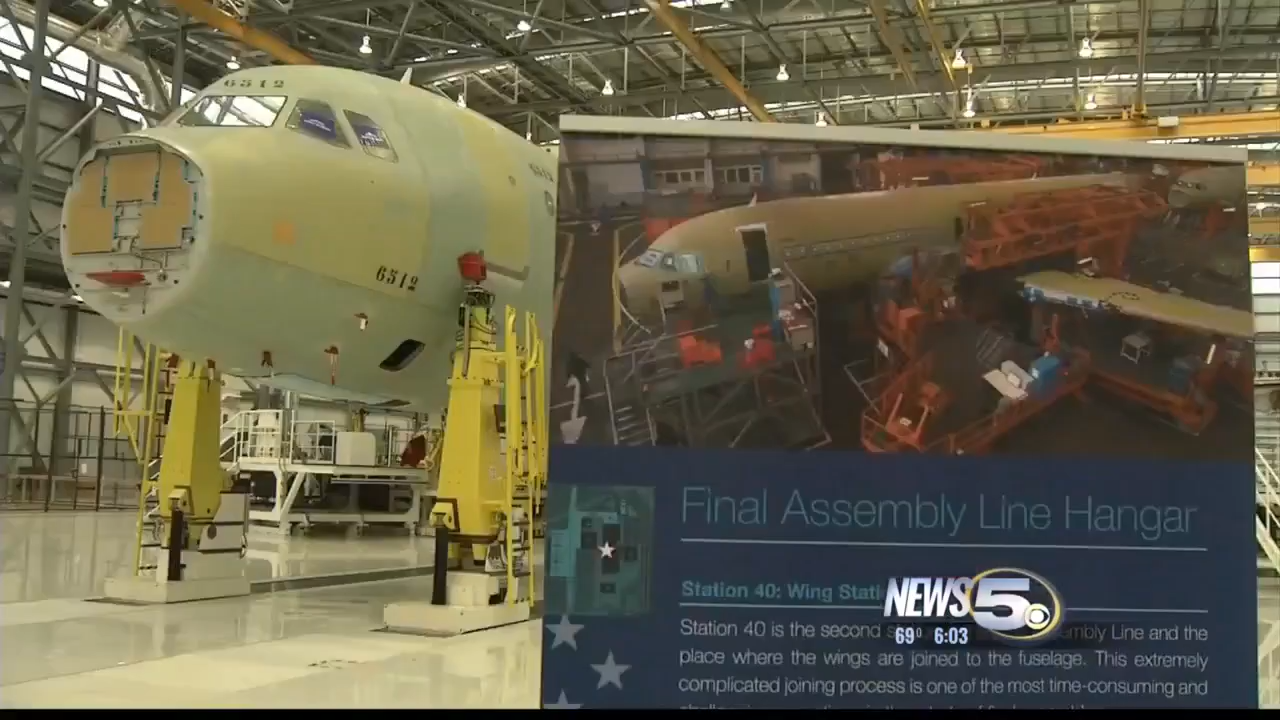 6512
6512
Final Assembly Line Hangar
Station 40: Wing Stati
Station 40 is the second s embly Line and the
place where the wings are joined to the fuselage. This extremely
complicated joining process is one of the most time-consuming and
NEWS 5
69° 6:03